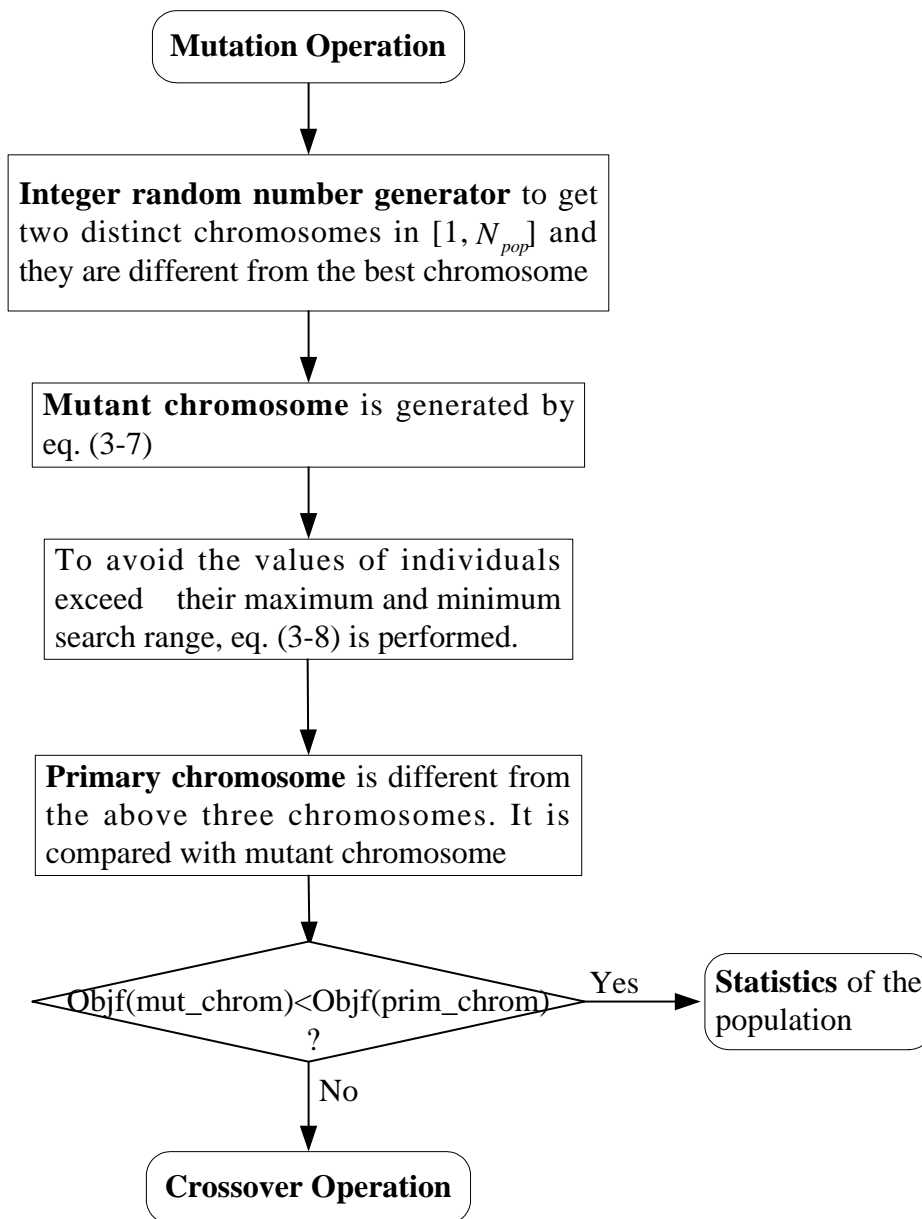 Mutation Operation
Integer random number generator to get
two distinct chromosomes in [1, N_pop] and
they are different from the best chromosome
Mutant chromosome is generated by
eq. (3-7)
To avoid the values of individuals
exceed their maximum and minimum
search range, eq. (3-8) is performed.
Primary chromosome is different from
the above three chromosomes. It is
compared with mutant chromosome
Objf(mut_chrom)<Objf(prim_chrom)
?
Yes
Statistics of the
population
No
Crossover Operation